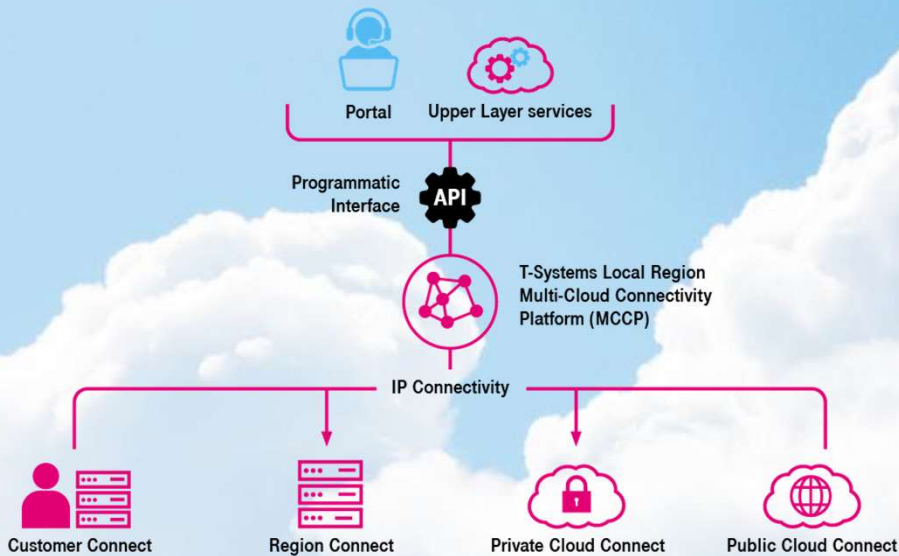 Portal
Upper Layer services
Programmatic
Interface
API
T-Systems Local Region
Multi-Cloud Connectivity
Platform (MCCP)
IP Connectivity
Customer Connect
Region Connect
Private Cloud Connect
Public Cloud Connect